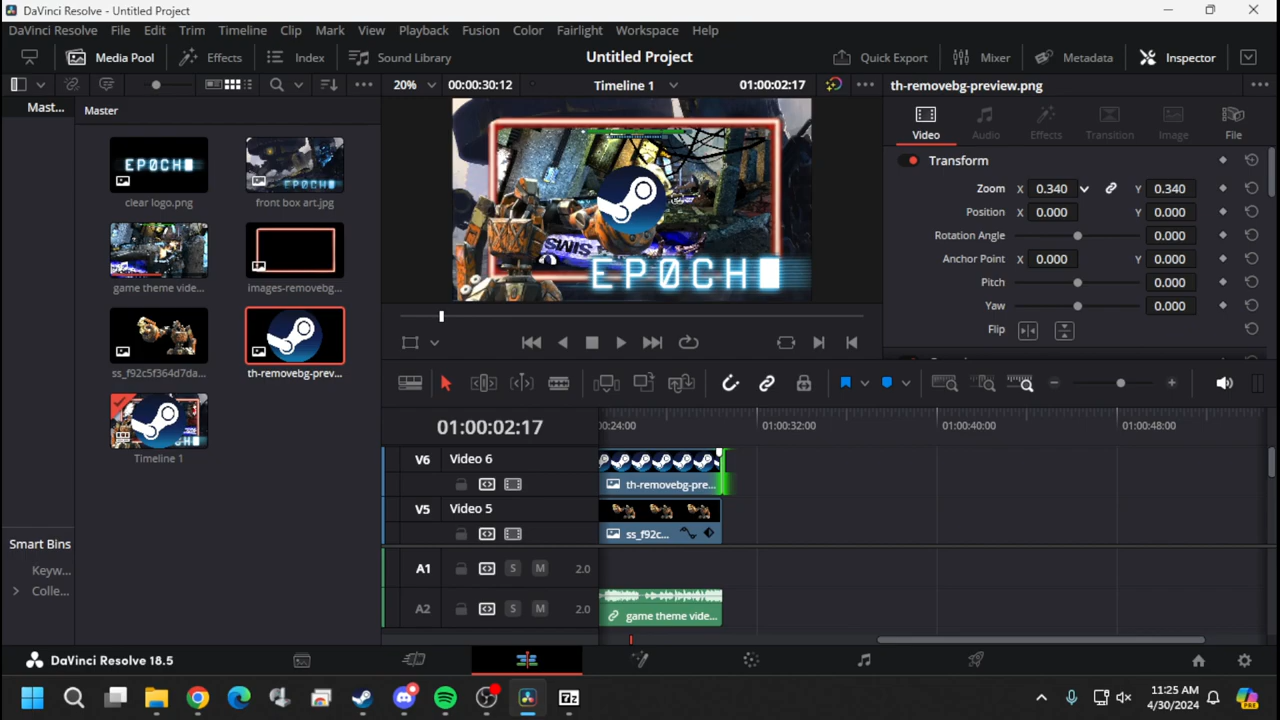 DaVinci Resolve - Untitled Project
DaVinci Resolve File Edit Trim Timeline Clip Mark View Playback Fusion Color Fairlight Workspace Help
Media Pool Effects Index Sound Library Untitled Project Quick Export Mixer Metadata Inspector
20% 00:00:30:12 Timeline 1 01:00:02:17 th-removebg-preview.png
Mast... Master
Video Audio Effects Transition Image File
EP0CH
clear logo.png front box art.jpg
game theme vide... images-removebg...
ss_f92c5f364d7da... th-removebg-prev...
Timeline 1
SIMS
EP0CH
Transform
Zoom X 0.340 Y 0.340
Position X 0.000 Y 0.000
Rotation Angle 0.000
Anchor Point X 0.000 Y 0.000
Pitch 0.000
Yaw 0.000
Flip
01:00:02:17 00:24:00 01:00:32:00 01:00:40:00 01:00:48:00
V6 Video 6
th-removebg-pre...
V5 Video 5
ss_f92c...
A1 S M 2.0
A2 S M 2.0
game theme vide...
Smart Bins
Keyw...
Colle...
DaVinci Resolve 18.5
11:25 AM
4/30/2024